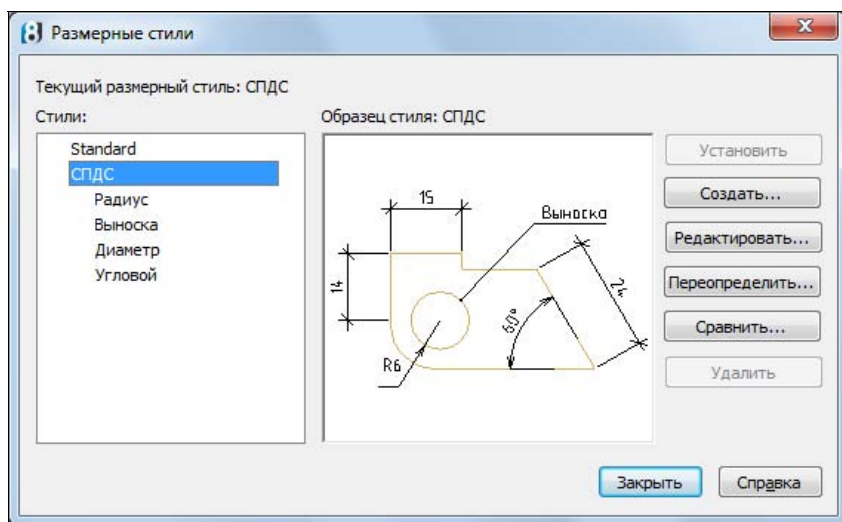 Размерные стили
Текущий размерный стиль: СПДС
Стили:
Образец стиля: СПДС
Standard
СПДС
Радиус
Выноска
Диаметр
Угловой
15
Выноска
14
24
60°
R6
Установить
Создать...
Редактировать...
Переопределить...
Сравнить...
Удалить
Закрыть
Справка